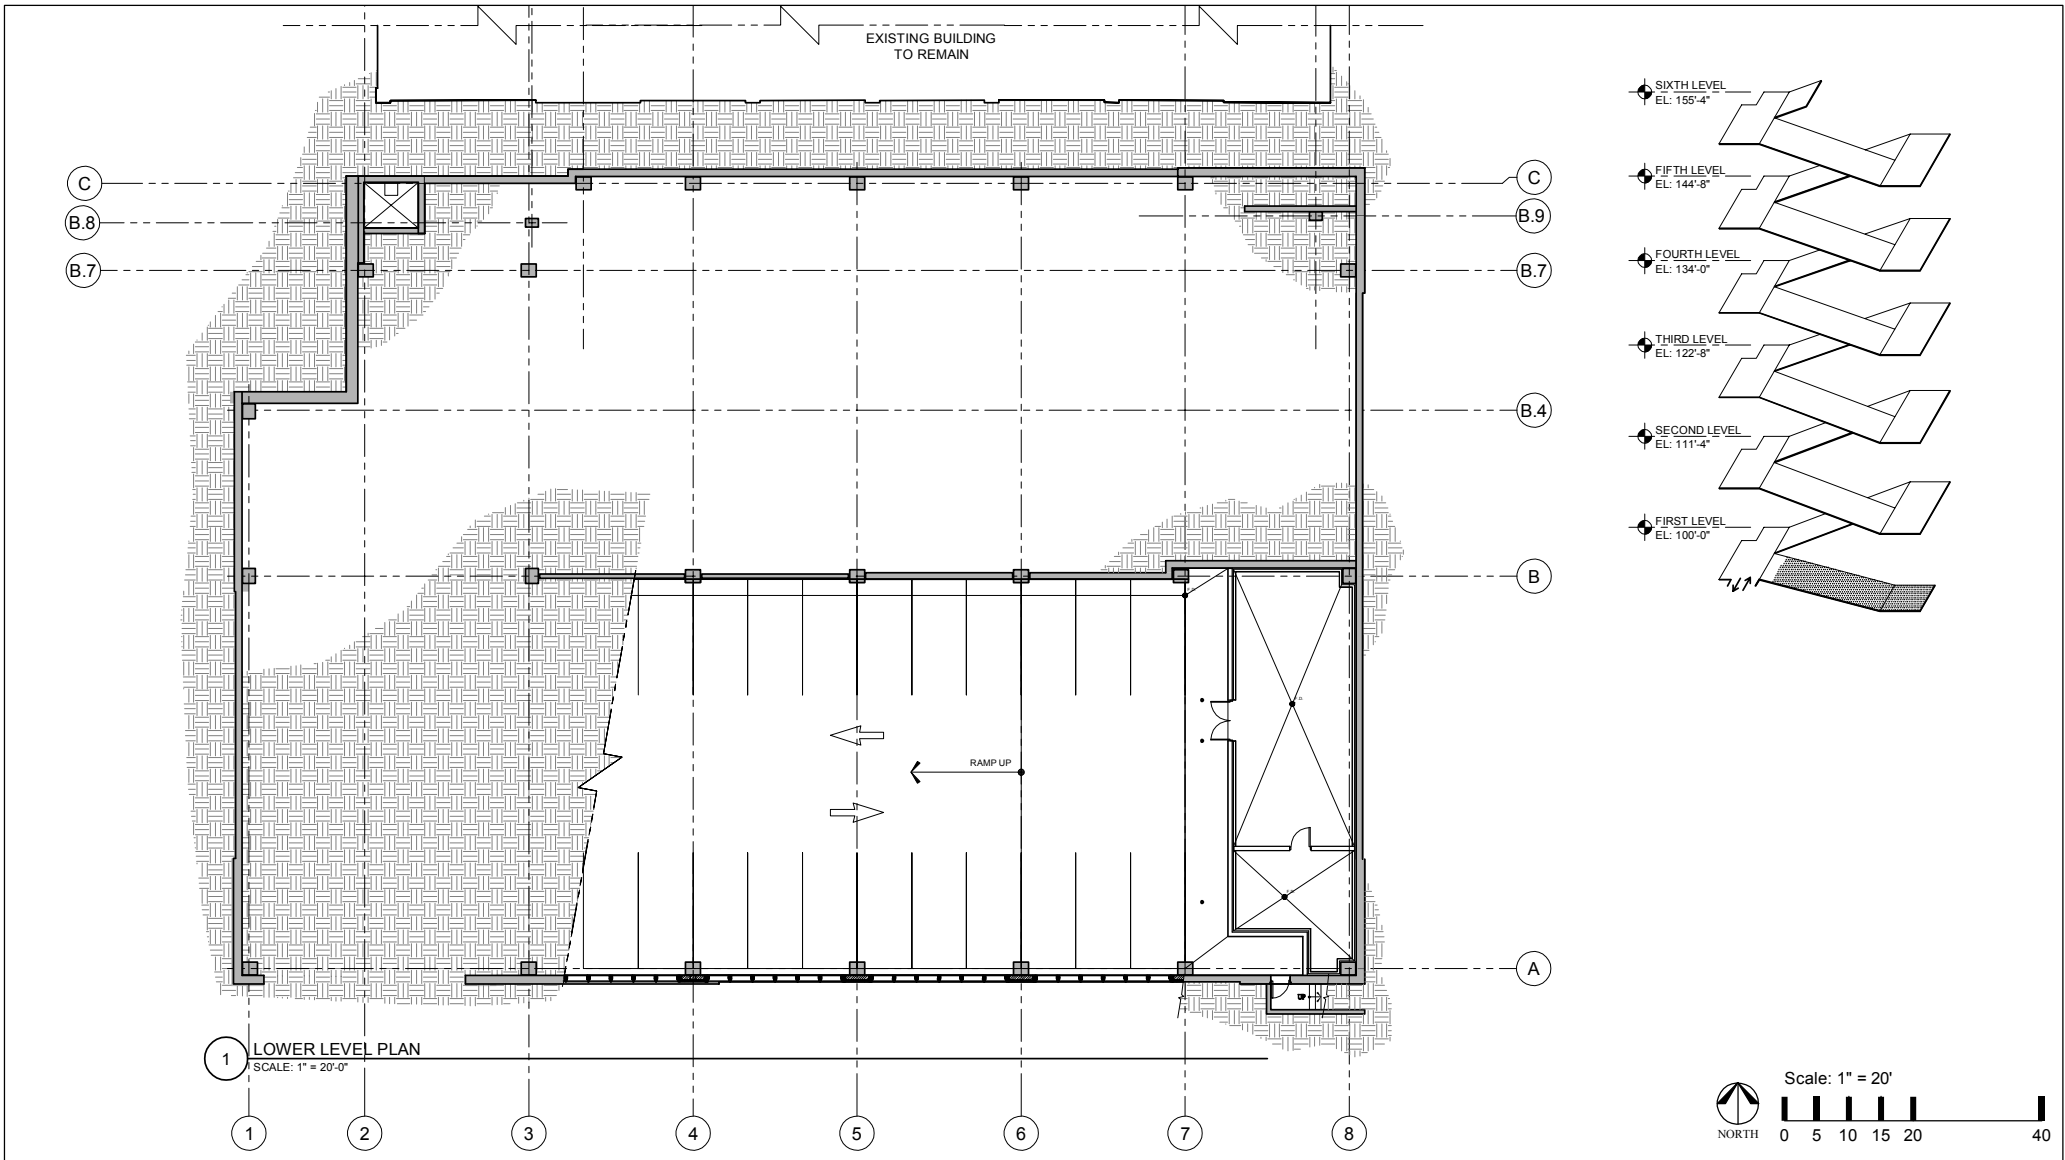 EXISTING BUILDING
TO REMAIN
C
B.8
B.7
C
B.9
B.7
B.4
B
A
SIXTH LEVEL
EL: 155'-4"
FIFTH LEVEL
EL: 144'-8"
FOURTH LEVEL
EL: 134'-0"
THIRD LEVEL
EL: 122'-8"
SECOND LEVEL
EL: 111'-4"
FIRST LEVEL
EL: 100'-0"
RAMP UP
UP
1
LOWER LEVEL PLAN
SCALE: 1" = 20'-0"
1 2 3 4 5 6 7 8
NORTH
Scale: 1" = 20'
0 5 10 15 20 40